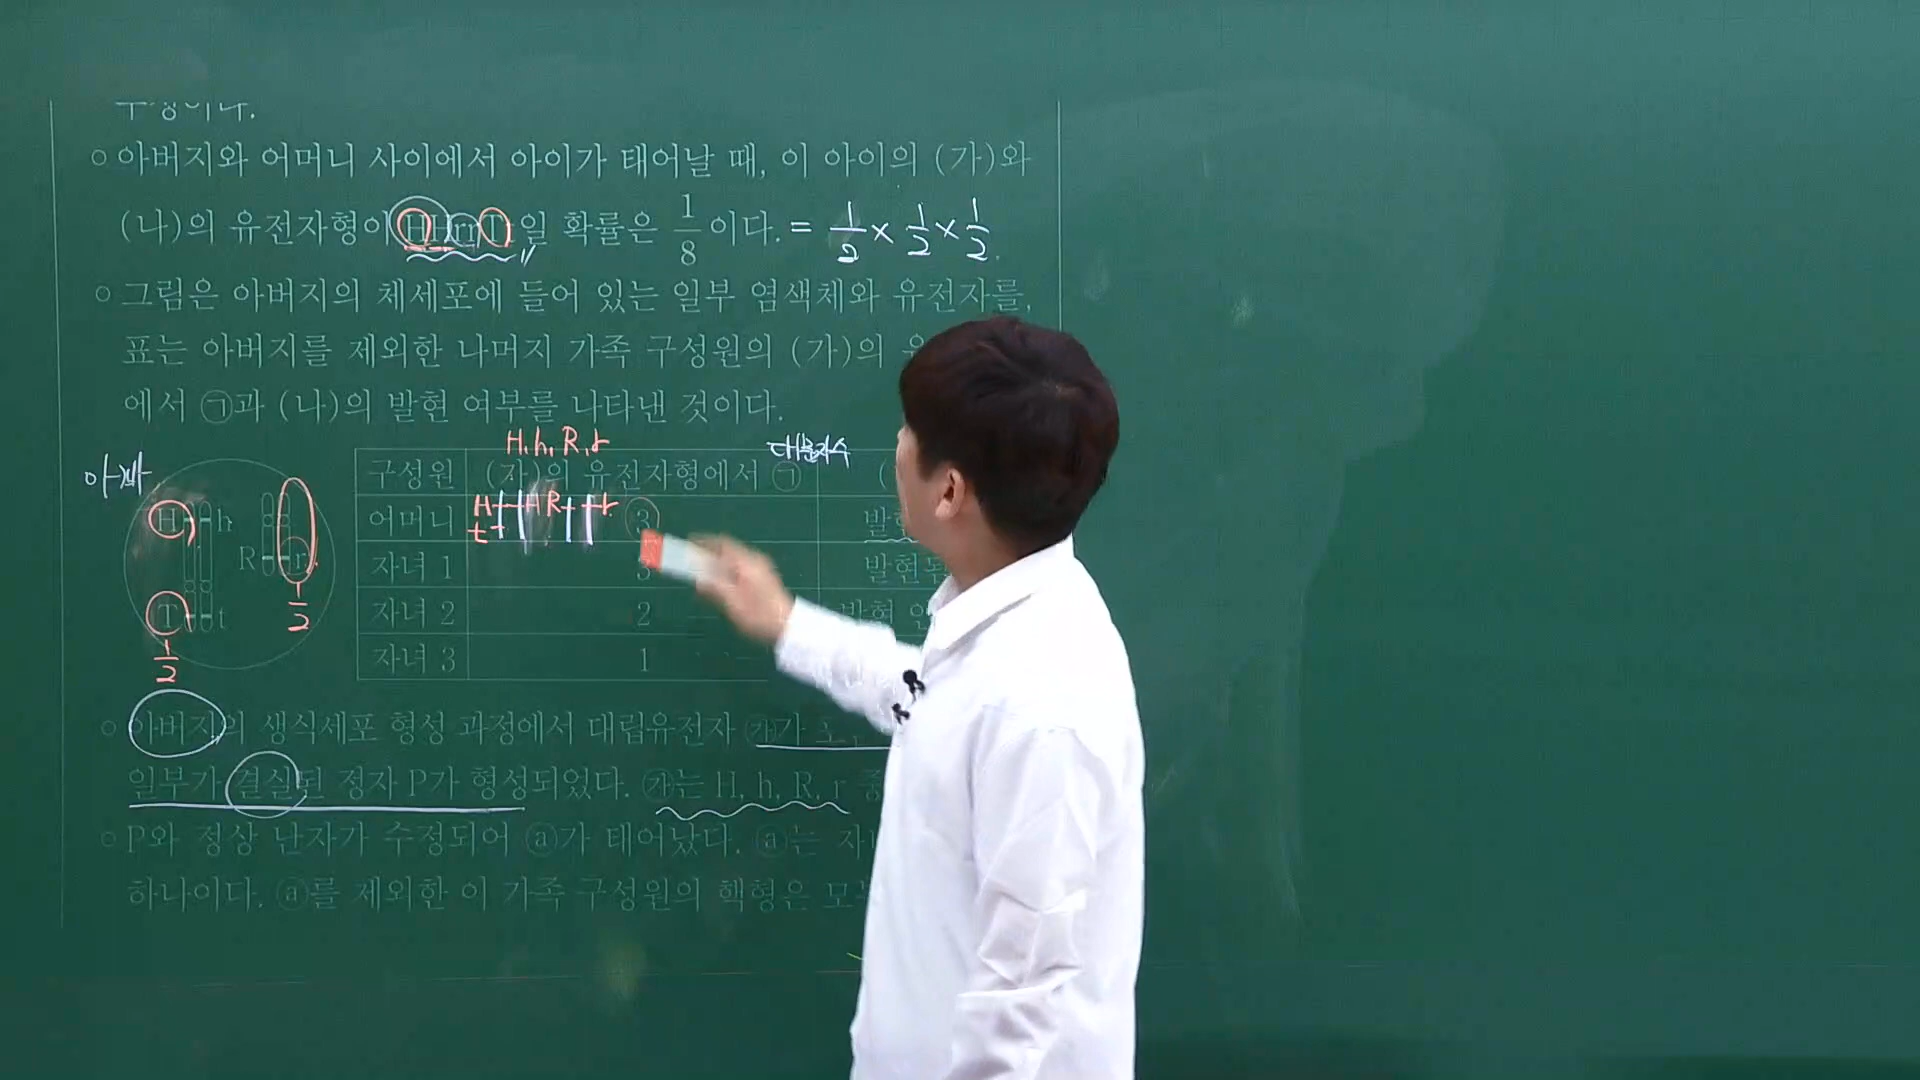 아버지와 어머니 사이에서 아이가 태어날 때, 이 아이의 (가)와
(나)의 유전자형이 HHrrT 일 확률은 1/8이다. = 1/2 × 1/2 × 1/2
그림은 아버지의 체세포에 들어 있는 일부 염색체와 유전자를,
표는 아버지를 제외한 나머지 가족 구성원의 (가)의
에서 ㉠과 (나)의 발현 여부를 나타낸 것이다.
H, h, R, r
아빠
구성원 (가)의 유전자형에서 ㉠ (
어머니 H H R r 3
t
자녀 1 3
자녀 2 2 발현 안
자녀 3 1
H h
R r
T t
1/2
1/2
아버지의 생식세포 형성 과정에서 대립유전자 ㉮가
일부가 결실된 정자 P가 형성되었다. ㉮는 H, h, R, r 중
P와 정상 난자가 수정되어 ⓐ가 태어났다. ⓐ는
하나이다. ⓐ를 제외한 이 가족 구성원의 핵형은 모두